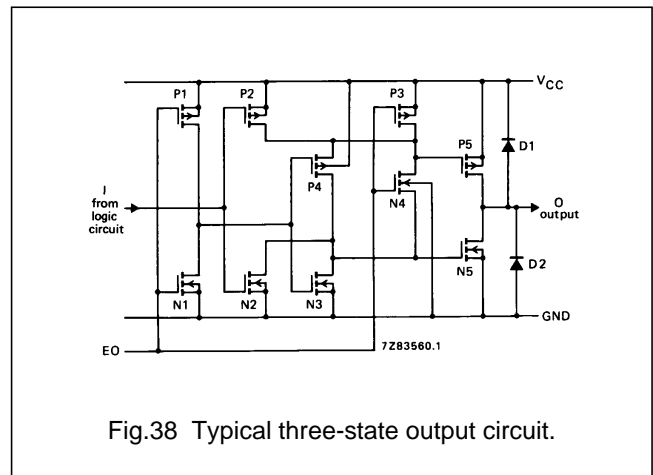 P1
P2
P3
VCC
P5
D1
P4
N4
I
from
logic
circuit
O
output
N1
N2
N3
N5
D2
GND
EO
7Z83560.1
Fig.38 Typical three-state output circuit.